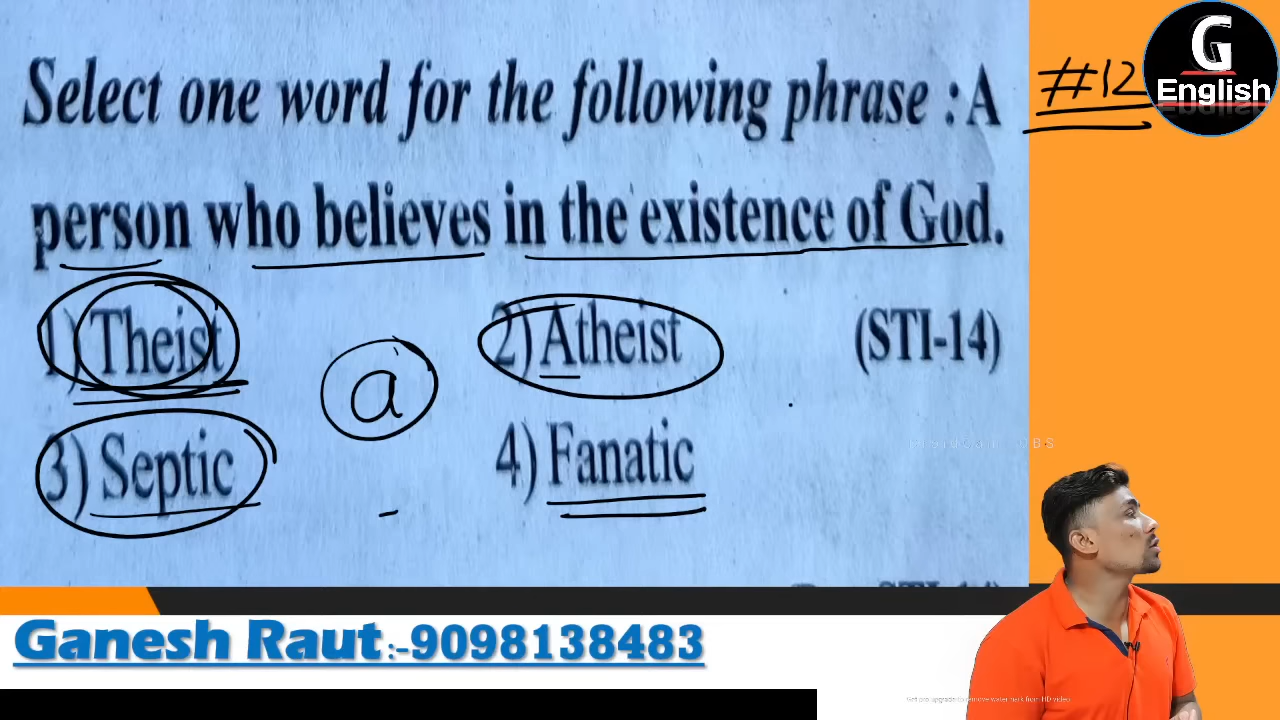 Select one word for the following phrase : A
person who believes in the existence of God.
1) Theist
2) Atheist
(STI-14)
a
3) Septic
4) Fanatic
#12
G
English
Ganesh Raut:-9098138483